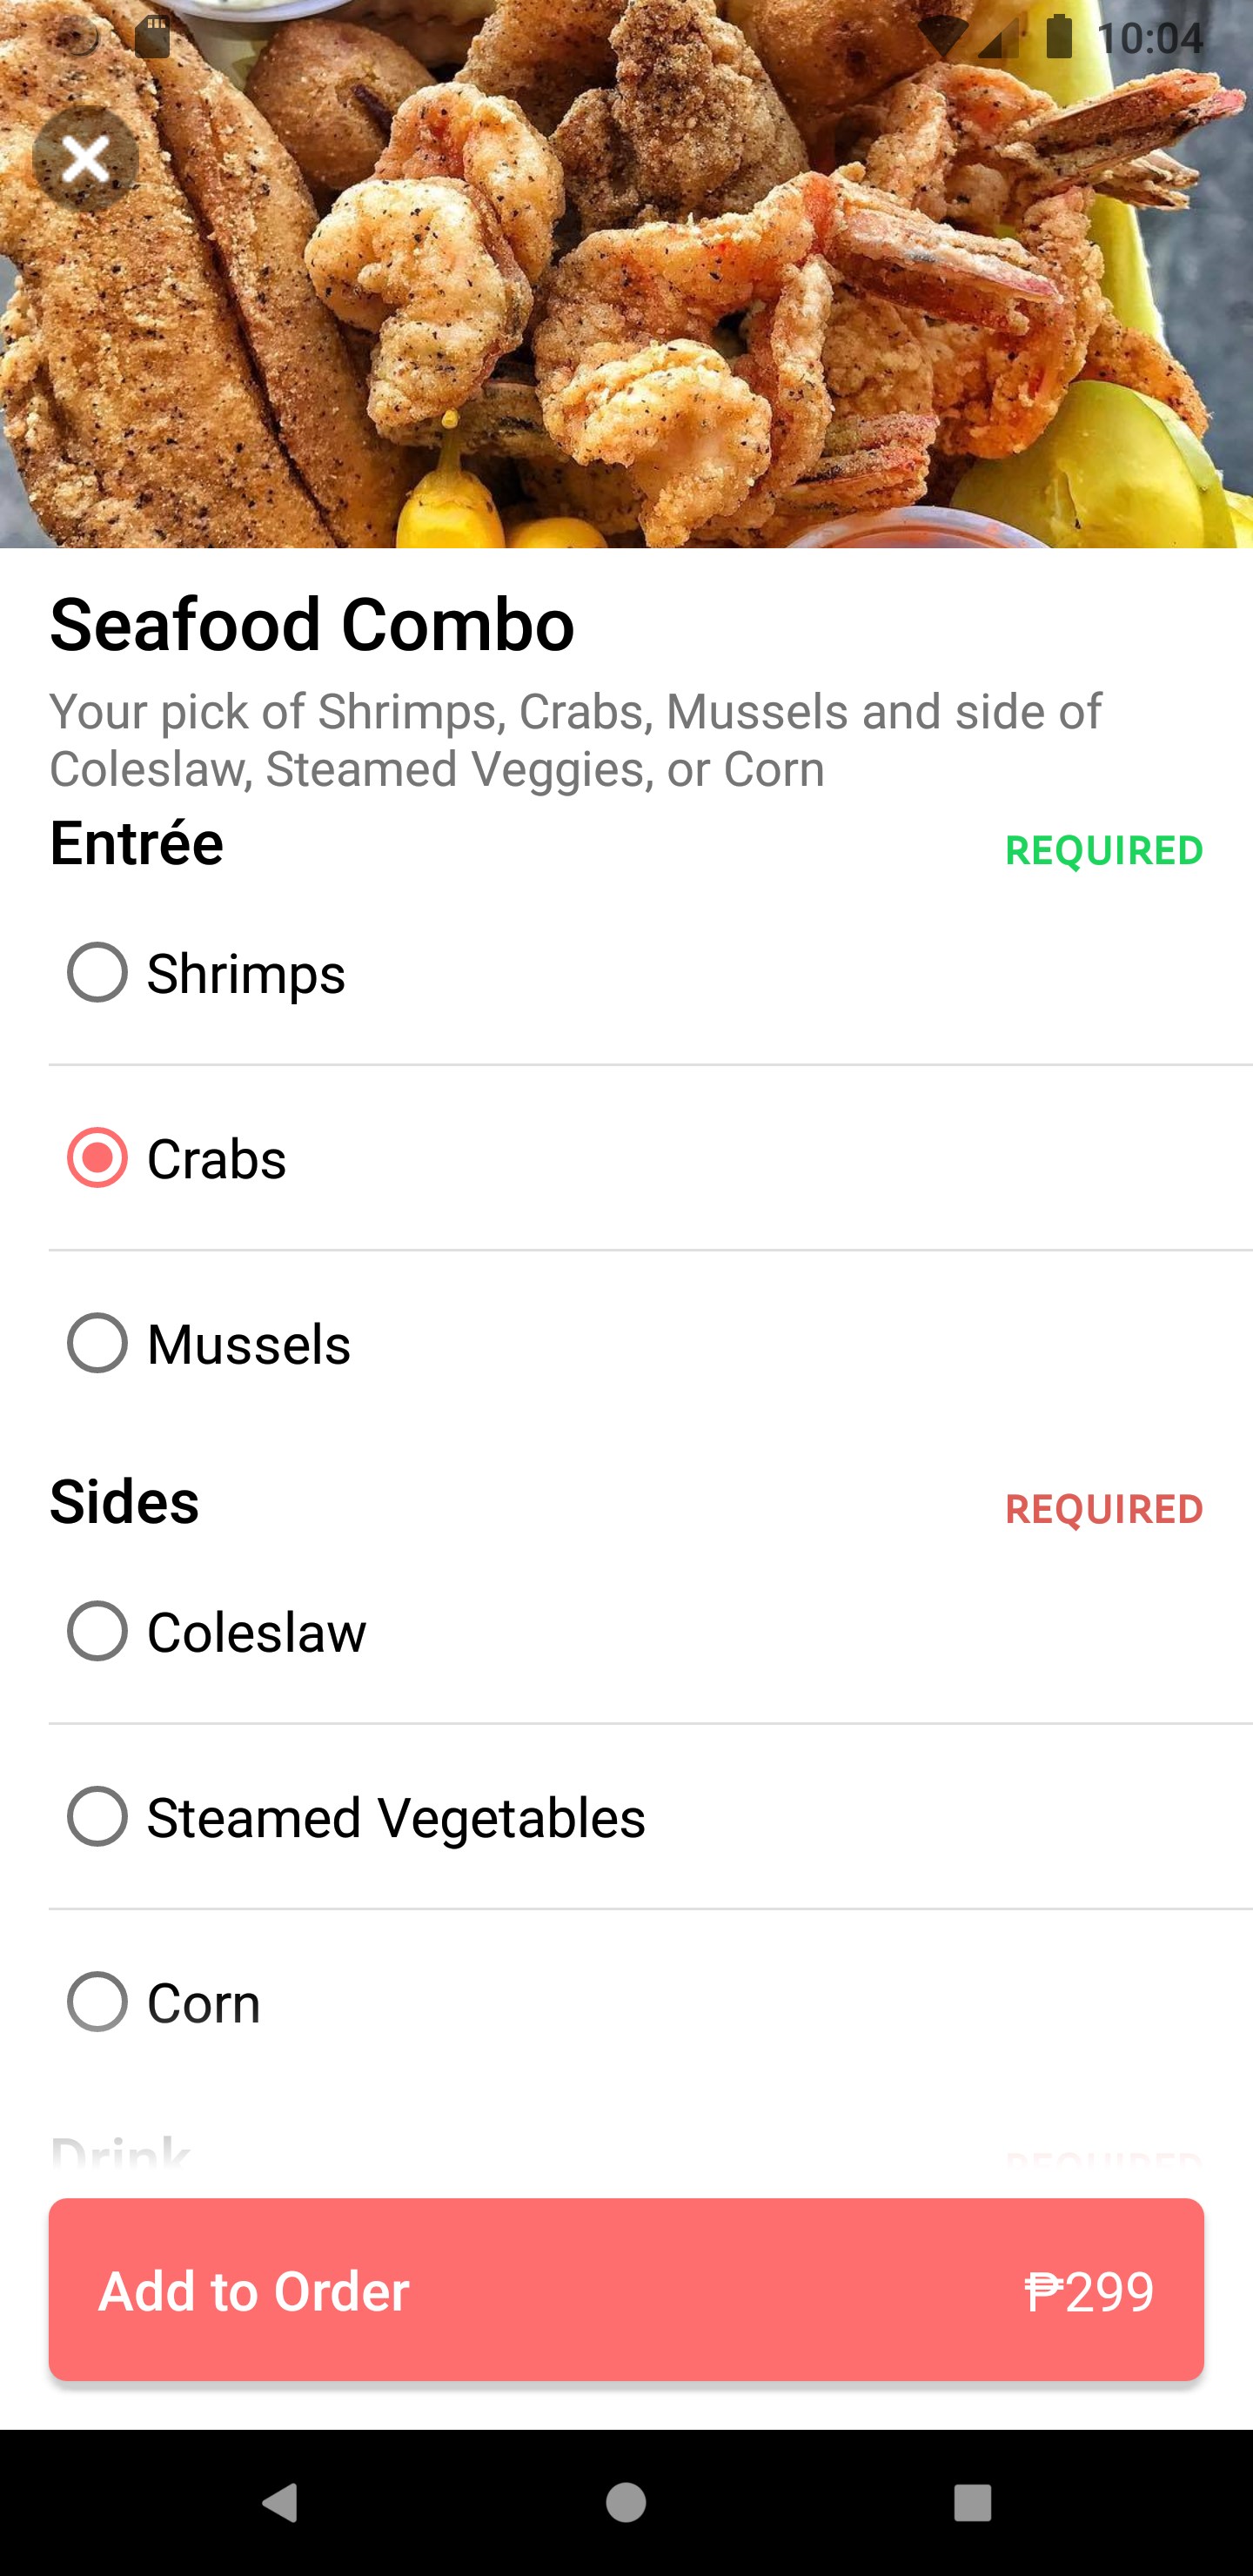 10:04
Seafood Combo
Your pick of Shrimps, Crabs, Mussels and side of
Coleslaw, Steamed Veggies, or Corn
Entrée REQUIRED
Shrimps
Crabs
Mussels
Sides REQUIRED
Coleslaw
Steamed Vegetables
Corn
Drink REQUIRED
Add to Order ₱299